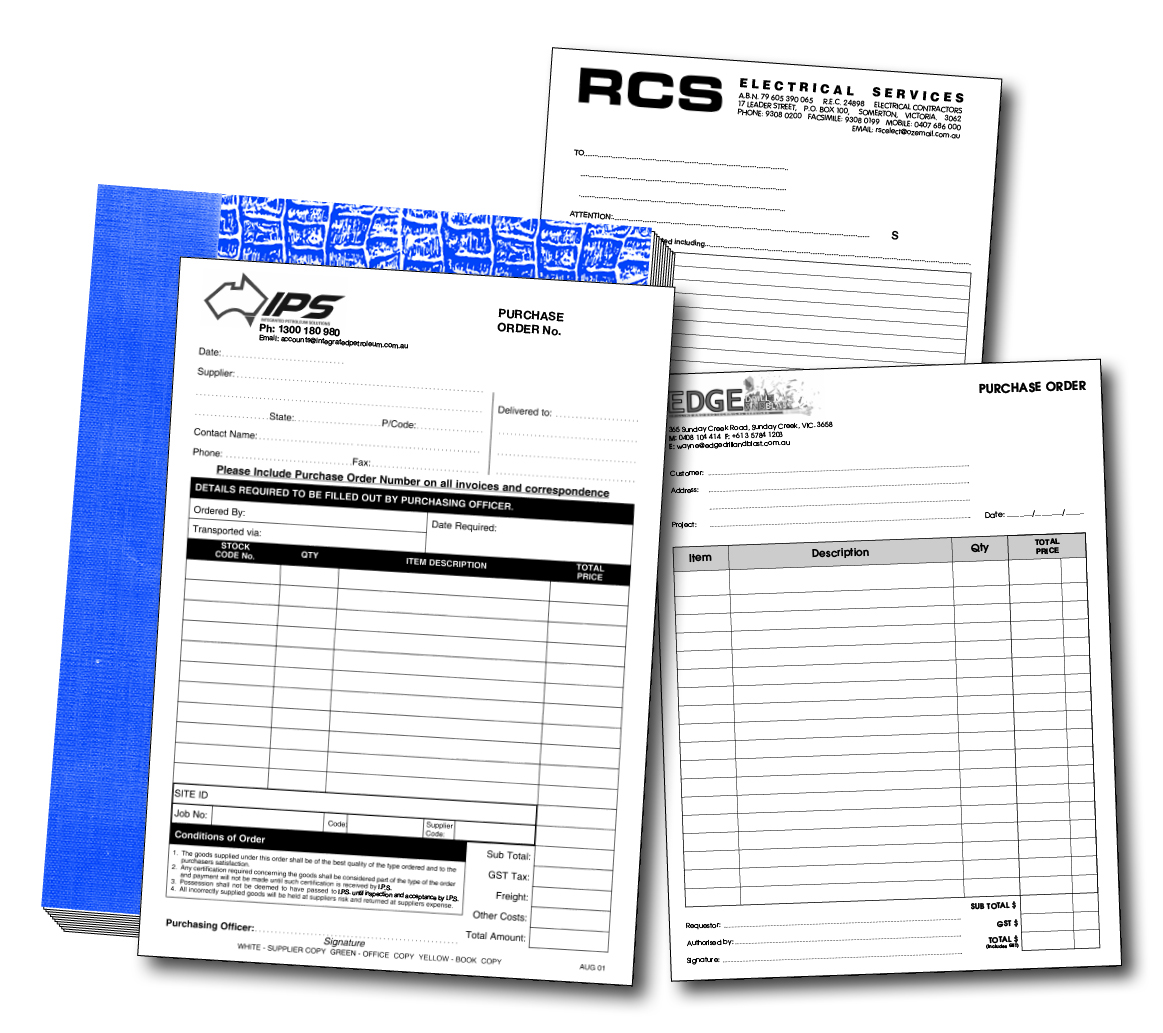 RCS
ELECTRICAL SERVICES
A.B.N. 79 605 390 065 R.E.C. 24898 ELECTRICAL CONTRACTORS
17 LEADER STREET, P.O. BOX 100, SOMERTON, VICTORIA, 3062
PHONE: 9308 0200 FACSIMILE: 9308 0199 MOBILE: 0407 686 000
EMAIL: rscelect@ozemail.com.au
TO
ATTENTION:
S
including
IPS
INTEGRATED PETROLEUM SOLUTIONS
Ph: 1300 180 980
Email: accounts@integratedpetroleum.com.au
PURCHASE
ORDER No.
Date:
Supplier:
State: P/Code:
Delivered to:
Contact Name:
Phone: Fax:
Please Include Purchase Order Number on all invoices and correspondence
DETAILS REQUIRED TO BE FILLED OUT BY PURCHASING OFFICER.
Ordered By:
Date Required:
Transported via:
STOCK
CODE No.
QTY
ITEM DESCRIPTION
TOTAL
PRICE
SITE ID
Job No: Code: Supplier
Code:
Conditions of Order
1. The goods supplied under this order shall be of the best quality of the type ordered and to the
purchasers satisfaction.
2. Any certification required concerning the goods shall be considered part of the type of the order
and payment will not be made until such certification is received by I.P.S.
3. Possession shall not be deemed to have passed to I.P.S. until inspection and acceptance by I.P.S.
4. All incorrectly supplied goods will be held at suppliers risk and returned at suppliers expense.
Sub Total:
GST Tax:
Freight:
Other Costs:
Total Amount:
Purchasing Officer:
Signature
WHITE - SUPPLIER COPY GREEN - OFFICE COPY YELLOW - BOOK COPY
AUG 01
EDGE
PURCHASE ORDER
365 Sunday Creek Road, Sunday Creek, VIC. 3658
M: 0408 104 414 P: +613 5784 1203
E: wayne@edgedrillandblast.com.au
Customer:
Address:
Project:
Date: ____/____/____
Item Description Qty TOTAL
PRICE
SUB TOTAL $
GST $
TOTAL $
(Includes GST)
Requestor:
Authorised by:
Signature: